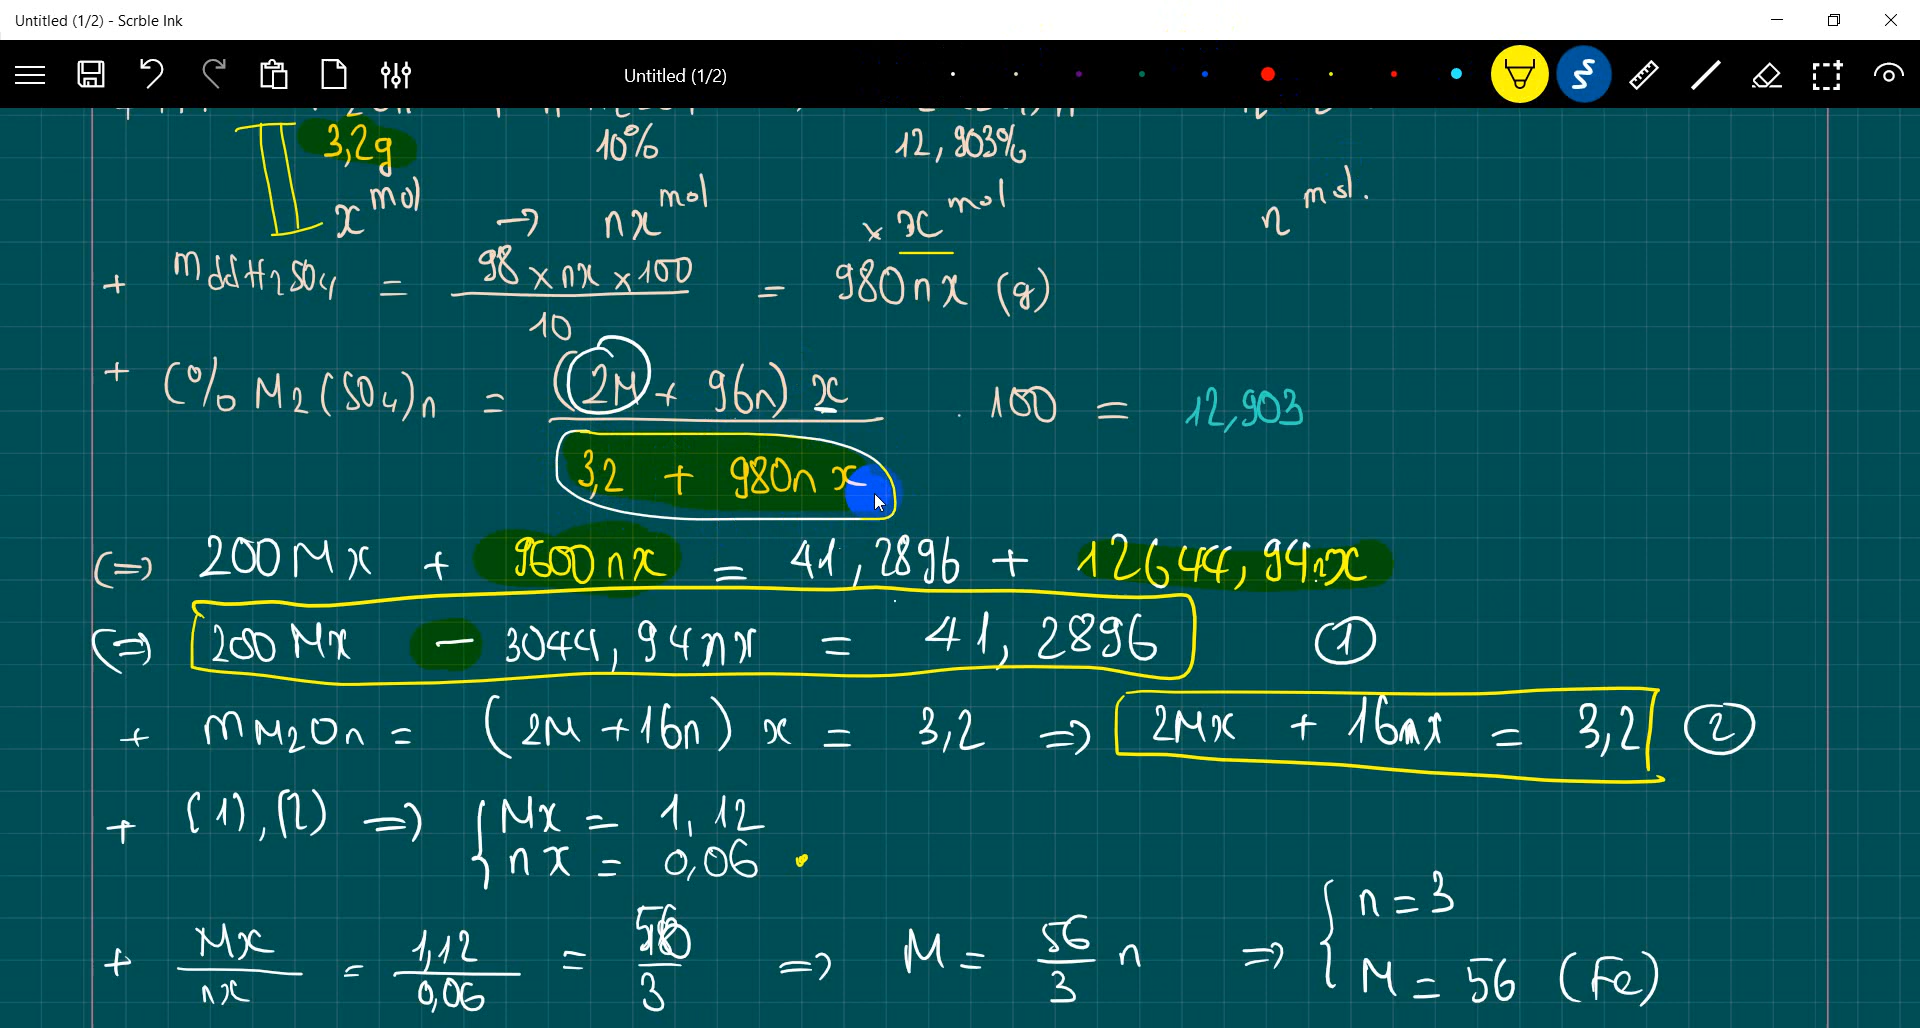 Untitled (1/2) - Scrble Ink
Untitled (1/2)
3,2g 10% 12,903%
x mol → nx mol x x mol n mol.
+ mddH2SO4 = 98 x nx x 100 / 10 = 980nx (g)
+ C% M2(SO4)n = (2M + 96n) x / 3,2 + 980nx . 100 = 12,903
(=) 200Mx + 9600nx = 41,2896 + 12644,94nx
(=) 200Mx - 3044,94nx = 41,2896 (1)
+ mM2On = (2M + 16n) x = 3,2 => 2Mx + 16nx = 3,2 (2)
+ (1),(2) => { Mx = 1,12
nx = 0,06
+ Mx / nx = 1,12 / 0,06 = 56 / 3 => M = 56 / 3 n => { n = 3
M = 56 (Fe)